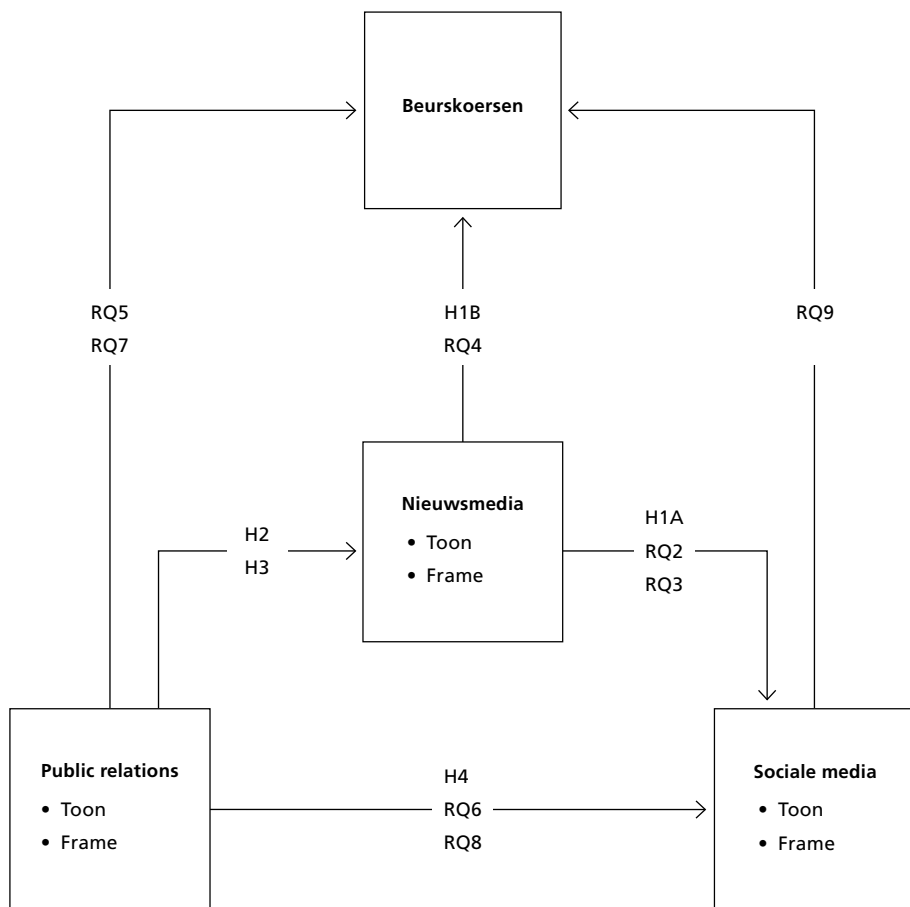 Beurskoersen
RQ5
RQ7
H1B
RQ4
RQ9
Nieuwsmedia
• Toon
• Frame
H2
H3
H1A
RQ2
RQ3
Public relations
• Toon
• Frame
H4
RQ6
RQ8
Sociale media
• Toon
• Frame